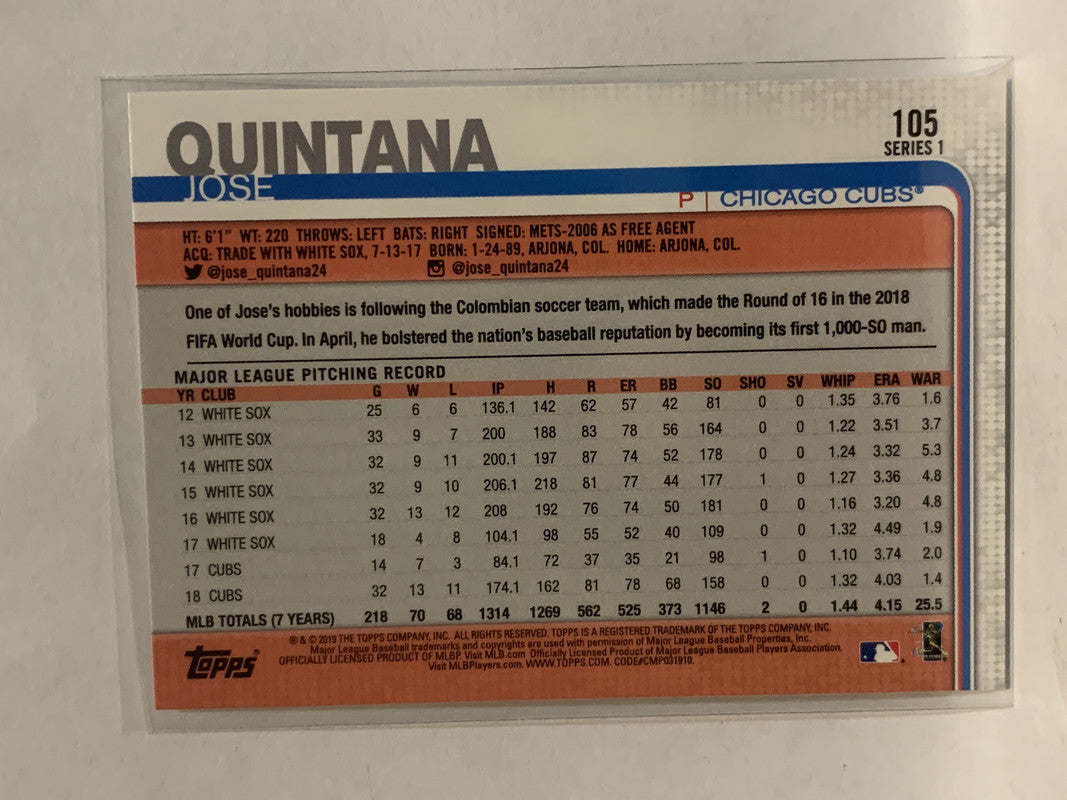 QUINTANA
JOSE
105
SERIES 1
P | CHICAGO CUBS®
HT: 6'1" WT: 220 THROWS: LEFT BATS: RIGHT SIGNED: METS-2006 AS FREE AGENT
ACQ: TRADE WITH WHITE SOX, 7-13-17 BORN: 1-24-89, ARJONA, COL. HOME: ARJONA, COL.
@jose_quintana24 @jose_quintana24
One of Jose's hobbies is following the Colombian soccer team, which made the Round of 16 in the 2018
FIFA World Cup. In April, he bolstered the nation's baseball reputation by becoming its first 1,000-SO man.
MAJOR LEAGUE PITCHING RECORD
YR CLUB G W L IP H R ER BB SO SHO SV WHIP ERA WAR
12 WHITE SOX 25 6 6 136.1 142 62 57 42 81 0 0 1.35 3.76 1.6
13 WHITE SOX 33 9 7 200 188 83 78 56 164 0 0 1.22 3.51 3.7
14 WHITE SOX 32 9 11 200.1 197 87 74 52 178 0 0 1.24 3.32 5.3
15 WHITE SOX 32 9 10 206.1 218 81 77 44 177 1 0 1.27 3.36 4.8
16 WHITE SOX 32 13 12 208 192 76 74 50 181 0 0 1.16 3.20 4.8
17 WHITE SOX 18 4 8 104.1 98 55 52 40 109 0 0 1.32 4.49 1.9
17 CUBS 14 7 3 84.1 72 37 35 21 98 1 0 1.10 3.74 2.0
18 CUBS 32 13 11 174.1 162 81 78 68 158 0 0 1.32 4.03 1.4
MLB TOTALS (7 YEARS) 218 70 68 1314 1269 562 525 373 1146 2 0 1.44 4.15 25.5
® & © 2019 THE TOPPS COMPANY, INC. ALL RIGHTS RESERVED. TOPPS IS A REGISTERED TRADEMARK OF THE TOPPS COMPANY, INC.
Major League Baseball trademarks and copyrights are used with permission of Major League Baseball Properties, Inc.
OFFICIALLY LICENSED PRODUCT OF MLBP. Visit MLB.com Officially Licensed Product of Major League Baseball Players Association.
Visit MLBPlayers.com. WWW.TOPPS.COM. CODE#CMP031910.
Topps®